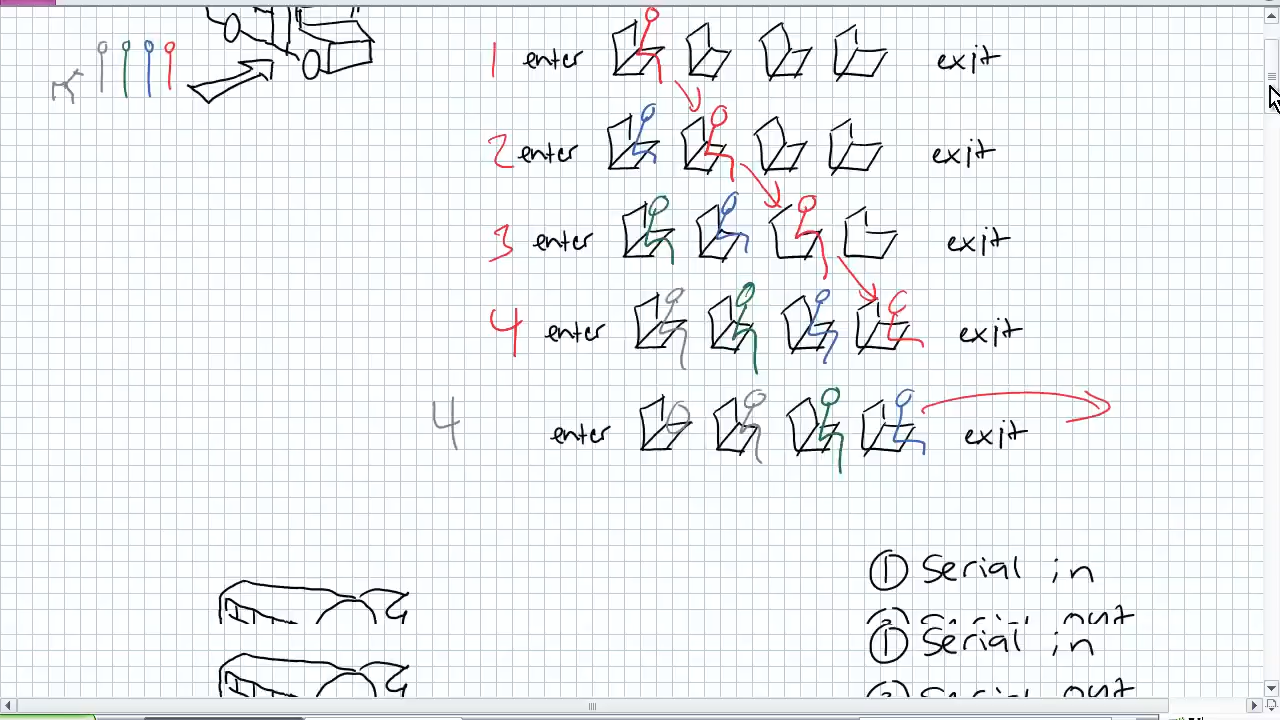 1 enter exit
2 enter exit
3 enter exit
4 enter exit
4 enter exit
① Serial in
① Serial in